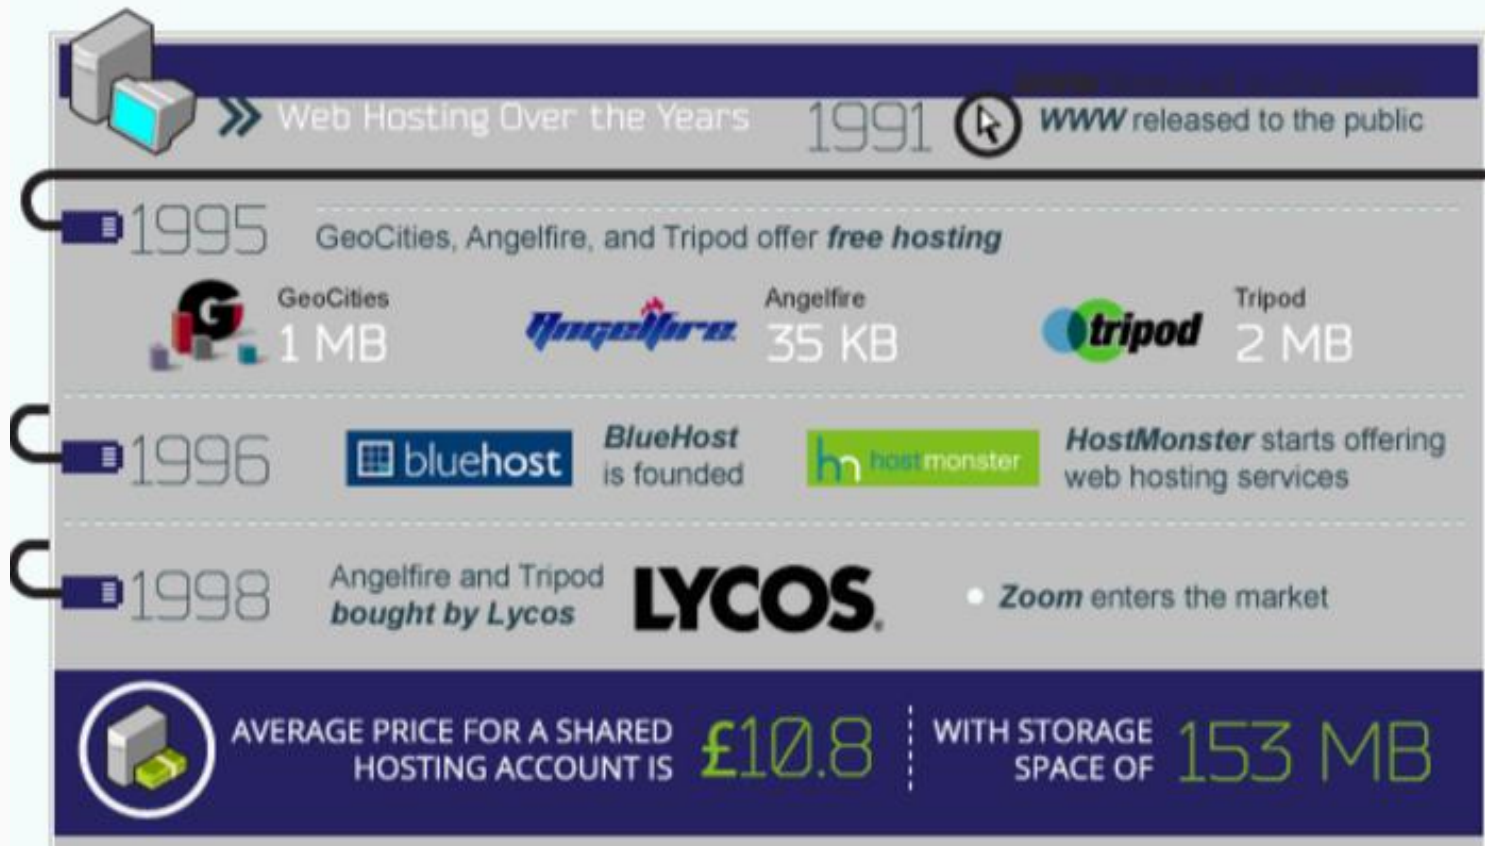 Web Hosting Over the Years
1991
WWW released to the public
1995
GeoCities, Angelfire, and Tripod offer free hosting
G
GeoCities
1 MB
Angelfire
Angelfire
35 KB
tripod
Tripod
2 MB
1996
bluehost
BlueHost
is founded
hm hostmonster
HostMonster starts offering
web hosting services
1998
Angelfire and Tripod
bought by Lycos
LYCOS®
Zoom enters the market
AVERAGE PRICE FOR A SHARED
HOSTING ACCOUNT IS
£10.8
WITH STORAGE
SPACE OF
153 MB